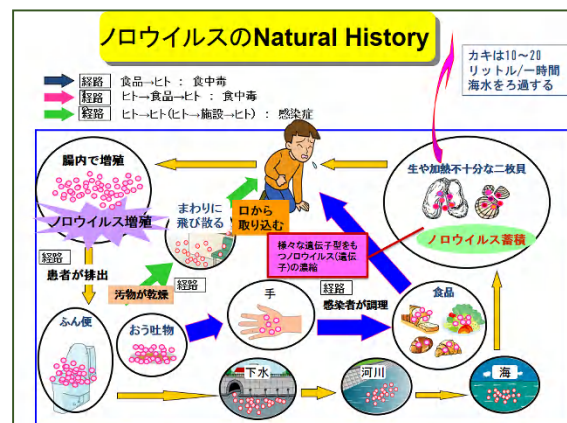 ノロウイルスのNatural History
カキは10～20
リットル/一時間
海水をろ過する
経路 食品→ヒト : 食中毒
経路 ヒト→食品→ヒト : 食中毒
経路 ヒト→ヒト(ヒト→施設→ヒト) : 感染症
腸内で増殖
ノロウイルス増殖
まわりに
飛び散る
口から
取り込む
生や加熱不十分な二枚貝
ノロウイルス蓄積
様々な遺伝子型をも
つノロウイルス(遺伝
子)の濃縮
経路
患者が排出
汚物が乾燥
経路
経路
感染者が調理
ふん便
おう吐物
手
食品
下水
河川
海